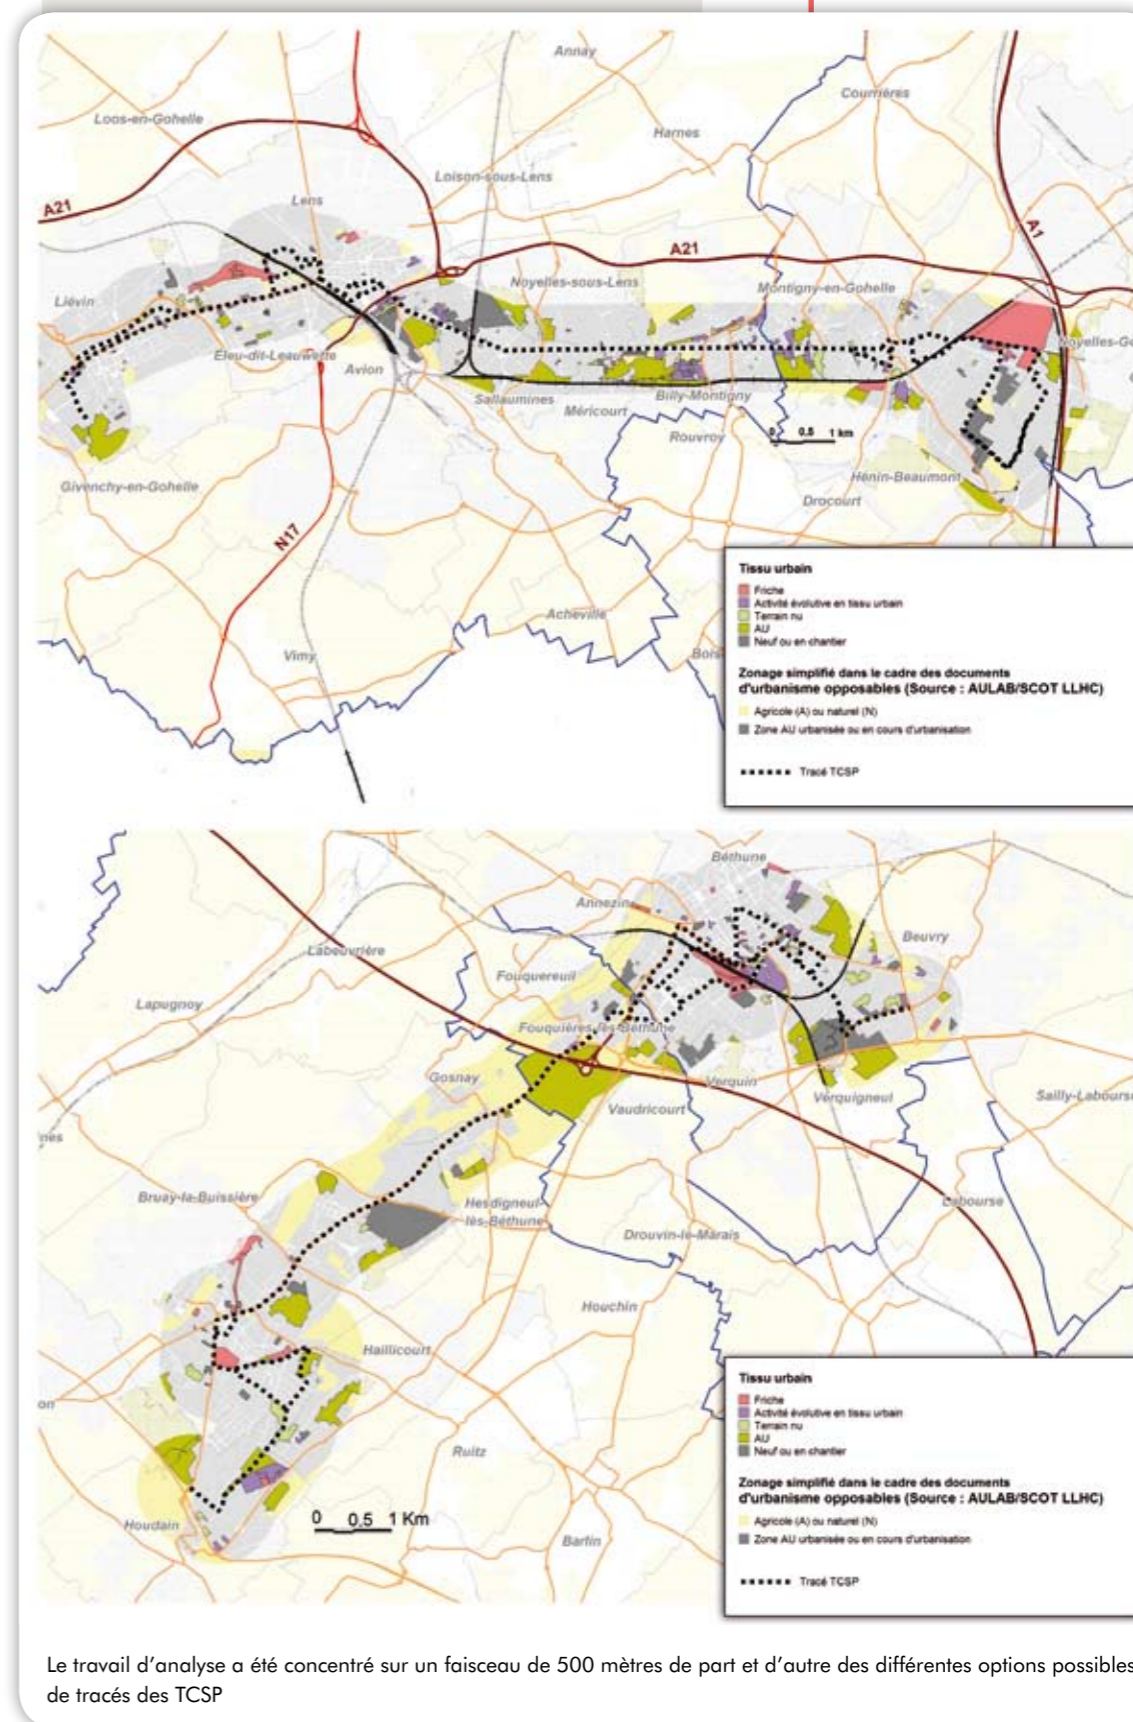 Annay
Courrières
Loos-en-Gohelle
Harnes
Loison-sous-Lens
Lens
A21
A1
A21
Noyelles-sous-Lens
Montigny-en-Gohelle
Liévin
Noyelles-Go
Eleu-dit-Leauwette
Avion
Sallaumines
Billy-Montigny
Méricourt
Rouvroy
0 0.5 1 km
Givenchy-en-Gohelle
Hénin-Beaumont
Drocourt
N17
Acheville
Vimy
Bois
Tissu urbain
Friche
Activité évolutive en tissu urbain
Terrain nu
AU
Neuf ou en chantier
Zonage simplifié dans le cadre des documents
d'urbanisme opposables (Source : AULAB/SCOT LLHC)
Agricole (A) ou naturel (N)
Zone AU urbanisée ou en cours d'urbanisation
Tracé TCSP
Béthune
Annezin
Beuvry
Labeuvrière
Fouquereuil
Lapugnoy
Fouquières-lès-Béthune
Gosnay
Verquin
Verquigneul
Sailly-Labours
Vaudricourt
nes
Bruay-la-Buissière
Hesdigneul-
lès-Béthune
Labourse
Drouvin-le-Marais
Houchin
Haillicourt
on
Ruitz
0 0.5 1 Km
Houdain
Barlin
Tissu urbain
Friche
Activité évolutive en tissu urbain
Terrain nu
AU
Neuf ou en chantier
Zonage simplifié dans le cadre des documents
d'urbanisme opposables (Source : AULAB/SCOT LLHC)
Agricole (A) ou naturel (N)
Zone AU urbanisée ou en cours d'urbanisation
Tracé TCSP
Le travail d'analyse a été concentré sur un faisceau de 500 mètres de part et d'autre des différentes options possibles
de tracés des TCSP